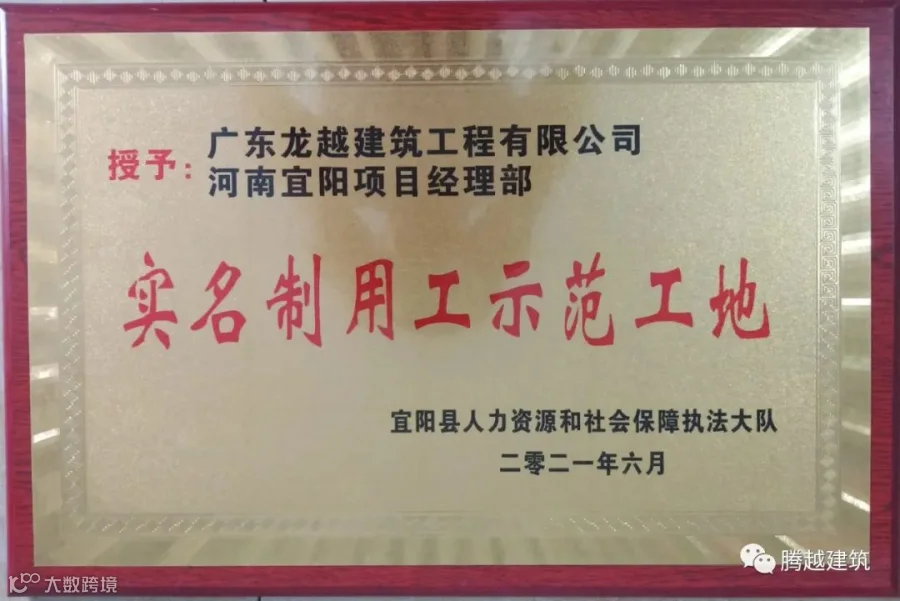 授予:
广东龙越建筑工程有限公司
河南宜阳项目经理部
实名制用工示范工地
宜阳县人力资源和社会保障执法大队
二零二一年六月
腾越建筑
大数跨境